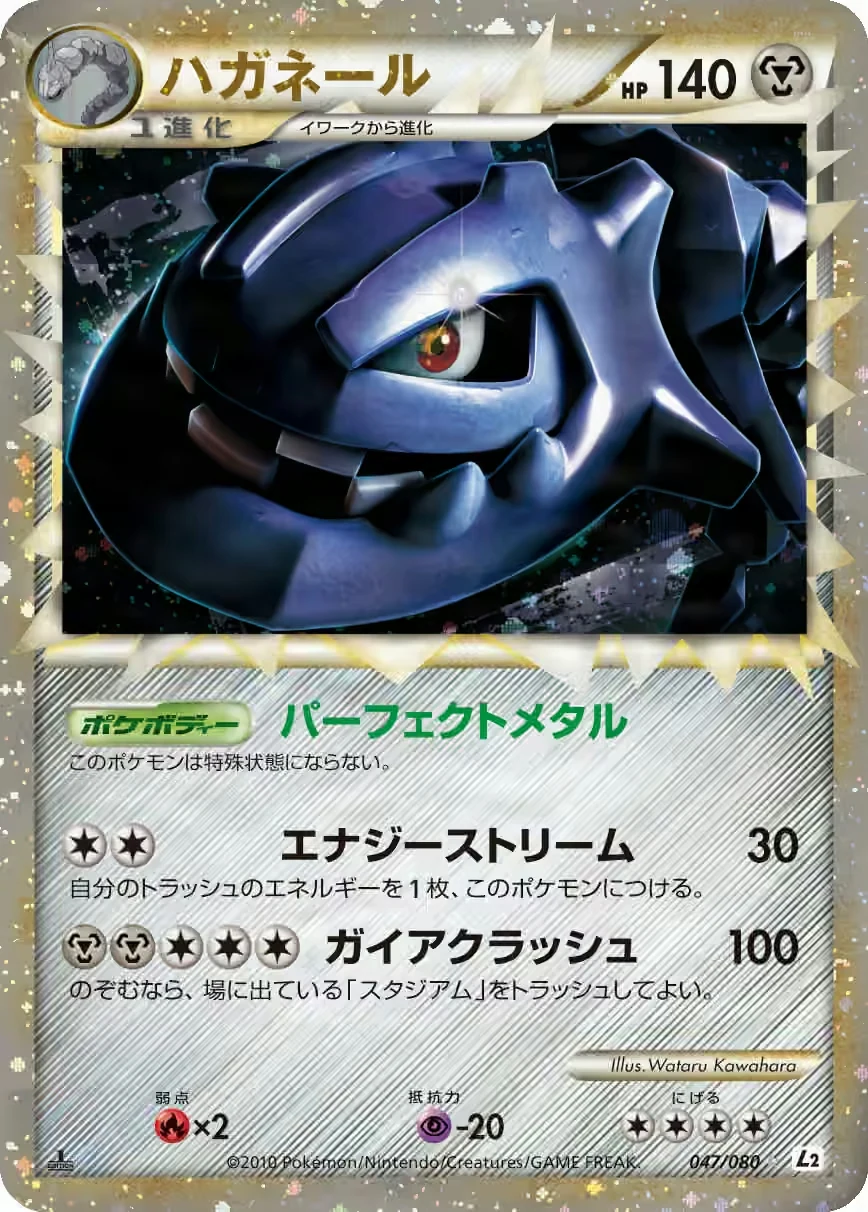 ハガネール
HP 140
1進化
イワークから進化
ポケボディー
パーフェクトメタル
このポケモンは特殊状態にならない。
エナジーストリーム 30
自分のトラッシュのエネルギーを1枚、このポケモンにつける。
ガイアクラッシュ 100
のぞむなら、場に出ている「スタジアム」をトラッシュしてよい。
Illus. Wataru Kawahara
弱点 抵抗力 にげる
×2 -20
1 EDITION
©2010 Pokémon/Nintendo/Creatures/GAME FREAK.
047/080
L2